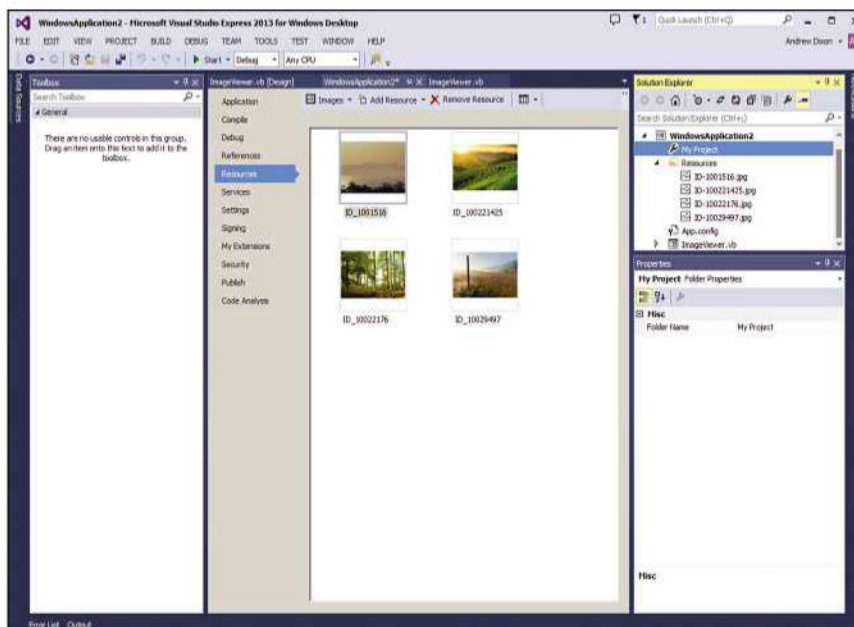 WindowsApplication2 - Microsoft Visual Studio Express 2013 for Windows Desktop
1
Quick Launch (Ctrl+Q)
FILE EDIT VIEW PROJECT BUILD DEBUG TEAM TOOLS TEST WINDOW HELP
Andrew Dixon
Start Debug Any CPU
Data Sources
Toolbox
Search Toolbox
General
There are no usable controls in this group.
Drag an item onto this text to add it to the
toolbox.
ImageViewer.vb [Design] WindowsApplication2* ImageViewer.vb
Images Add Resource Remove Resource
Application
Compile
Debug
References
Resources
Services
Settings
Signing
My Extensions
Security
Publish
Code Analysis
ID_1001516 ID_100221425
ID_10022176 ID_10029497
Solution Explorer
Search Solution Explorer (Ctrl+;)
WindowsApplication2
My Project
Resources
ID-1001516.jpg
ID-100221425.jpg
ID-10022176.jpg
ID-10029497.jpg
App.config
ImageViewer.vb
Properties
My Project Folder Properties
Misc
Folder Name My Project
Misc
Error List Output